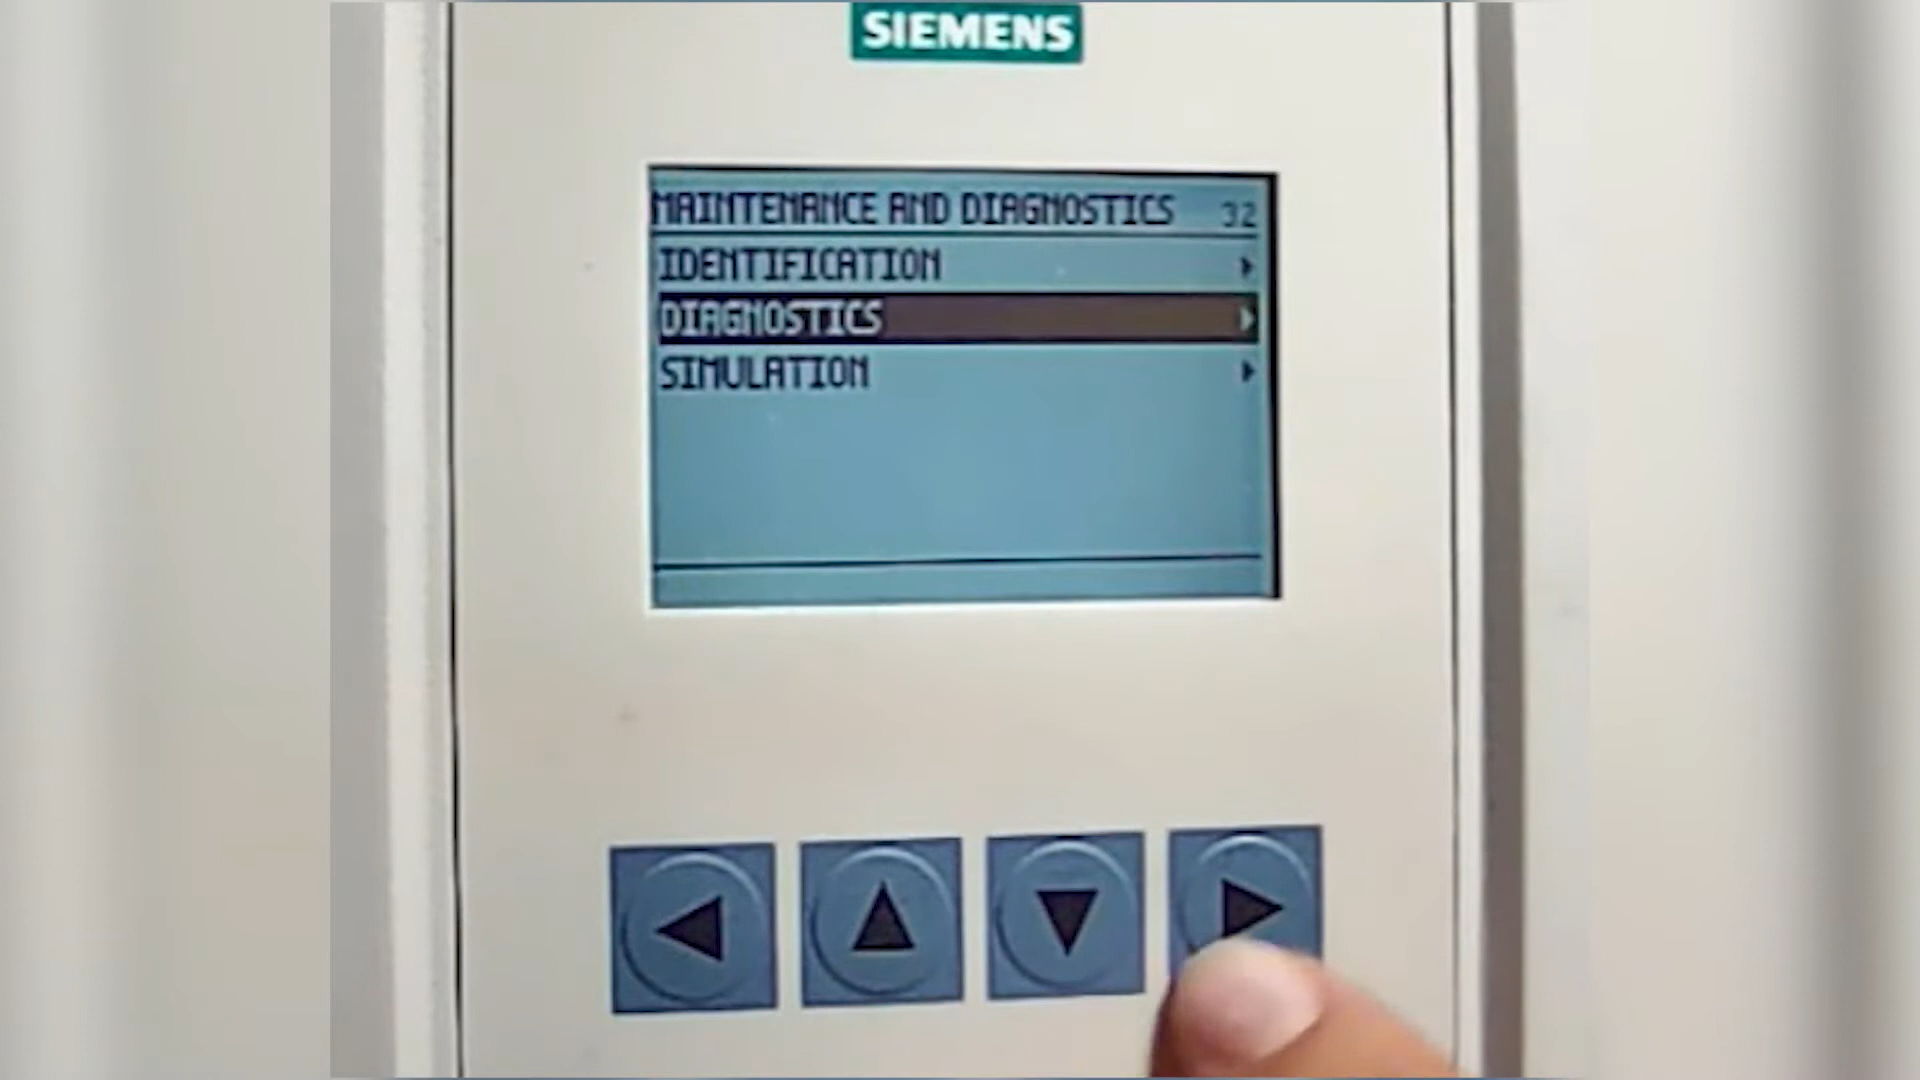 SIEMENS
MAINTENANCE AND DIAGNOSTICS 32
IDENTIFICATION
DIAGNOSTICS
SIMULATION